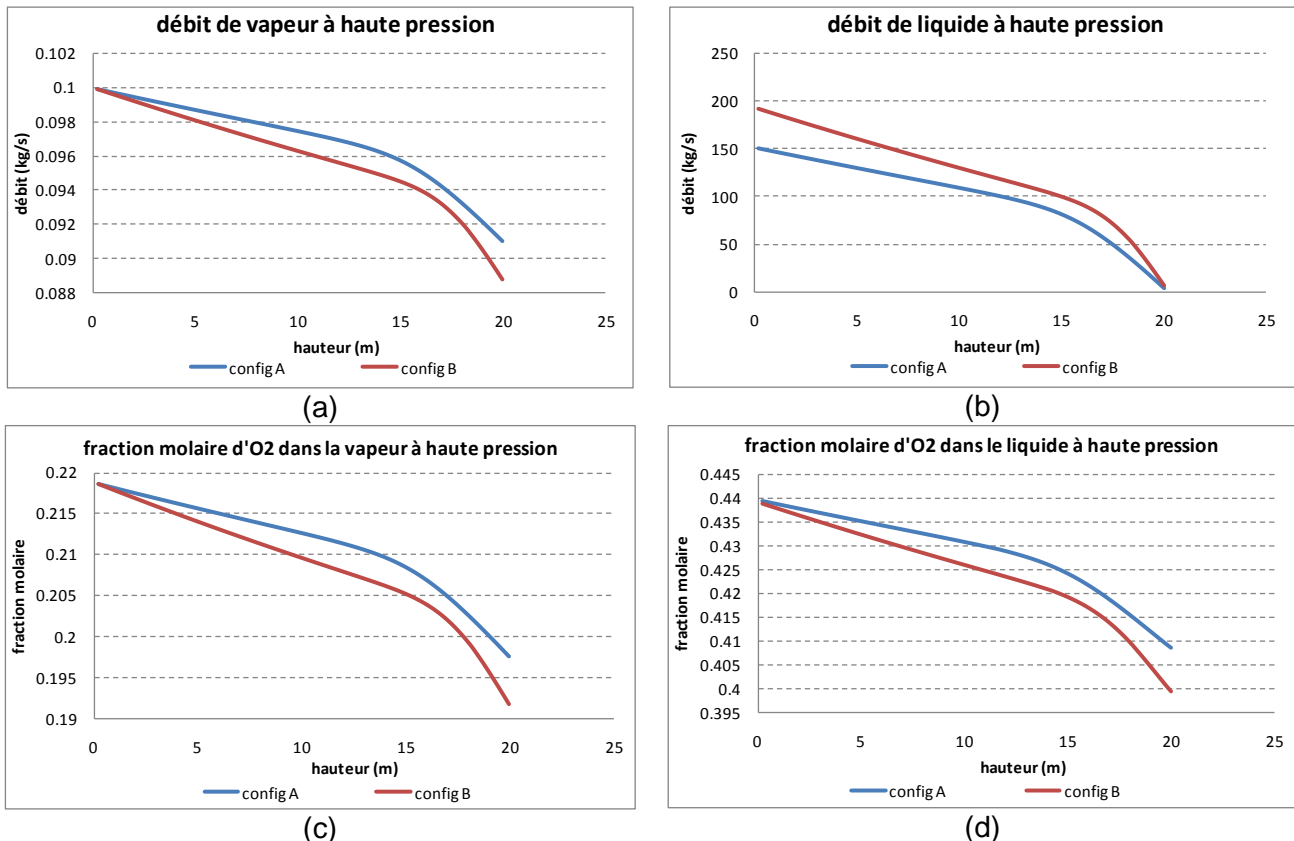 débit de vapeur à haute pression
0.102
0.1
0.098
0.096
0.094
0.092
0.09
0.088
débit (kg/s)
0 5 10 15 20 25
hauteur (m)
config A config B
(a)
débit de liquide à haute pression
250
200
150
100
50
0
débit (kg/s)
0 5 10 15 20 25
hauteur (m)
config A config B
(b)
fraction molaire d'O2 dans la vapeur à haute pression
0.22
0.215
0.21
0.205
0.2
0.195
0.19
fraction molaire
0 5 10 15 20 25
hauteur (m)
config A config B
(c)
fraction molaire d'O2 dans le liquide à haute pression
0.445
0.44
0.435
0.43
0.425
0.42
0.415
0.41
0.405
0.4
0.395
fraction molaire
0 5 10 15 20 25
hauteur (m)
config A config B
(d)